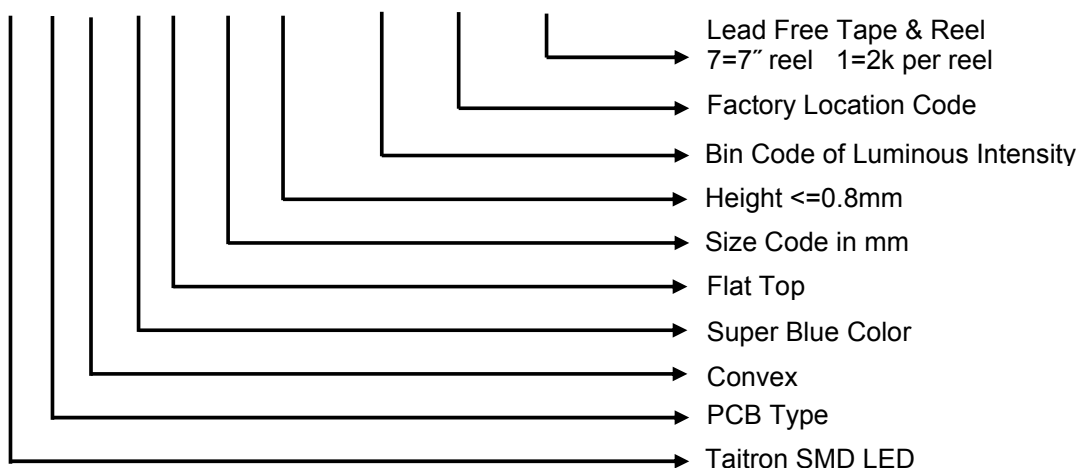 Lead Free Tape & Reel
7=7˝ reel 1=2k per reel
Factory Location Code
Bin Code of Luminous Intensity
Height <=0.8mm
Size Code in mm
Flat Top
Super Blue Color
Convex
PCB Type
Taitron SMD LED